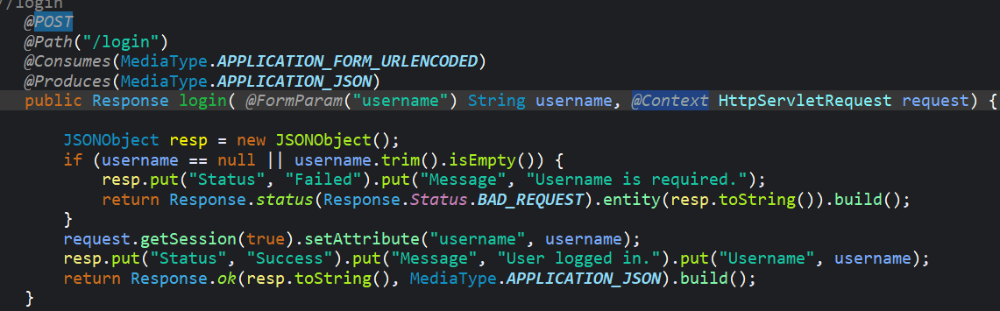 //login
@POST
@Path("/login")
@Consumes(MediaType.APPLICATION_FORM_URLENCODED)
@Produces(MediaType.APPLICATION_JSON)
public Response login( @FormParam("username") String username, @Context HttpServletRequest request) {
JSONObject resp = new JSONObject();
if (username == null || username.trim().isEmpty()) {
resp.put("Status", "Failed").put("Message", "Username is required.");
return Response.status(Response.Status.BAD_REQUEST).entity(resp.toString()).build();
}
request.getSession(true).setAttribute("username", username);
resp.put("Status", "Success").put("Message", "User logged in.").put("Username", username);
return Response.ok(resp.toString(), MediaType.APPLICATION_JSON).build();
}